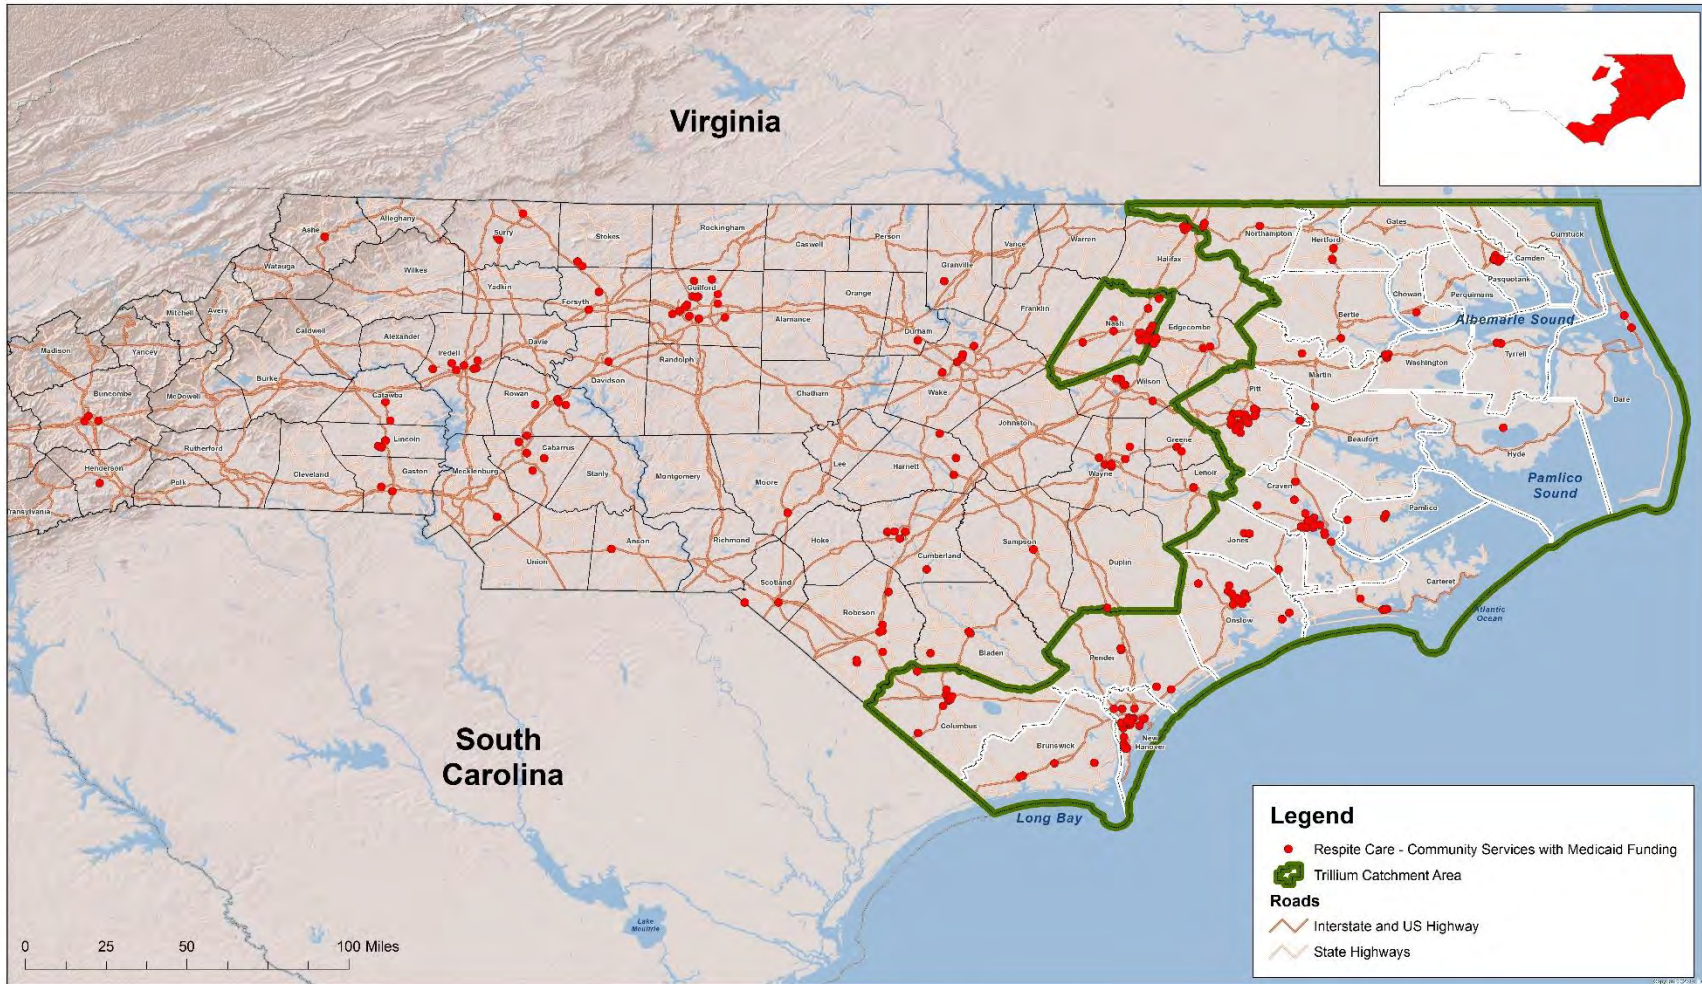 Virginia
Alleghany
Ashe
Surry
Stokes
Rockingham
Caswell
Person
Granville
Vance
Warren
Halifax
Northampton
Hertford
Gates
Currituck
Camden
Pasquotank
Perquimans
Chowan
Bertie
Albemarle Sound
Watauga
Wilkes
Yadkin
Forsyth
Guilford
Alamance
Orange
Durham
Franklin
Nash
Edgecombe
Martin
Washington
Tyrrell
Dare
Mitchell
Avery
Madison
Yancey
Caldwell
Alexander
Iredell
Davie
Davidson
Randolph
Chatham
Wake
Wilson
Pitt
Beaufort
Hyde
Pamlico
Sound
Buncombe
McDowell
Burke
Catawba
Rowan
Johnston
Greene
Wayne
Lenoir
Craven
Pamlico
Henderson
Rutherford
Polk
Cleveland
Lincoln
Gaston
Mecklenburg
Cabarrus
Stanly
Montgomery
Moore
Lee
Harnett
Transylvania
Union
Anson
Richmond
Hoke
Scotland
Cumberland
Sampson
Duplin
Jones
Carteret
Onslow
Atlantic
Ocean
Robeson
Bladen
Pender
Columbus
Brunswick
New
Hanover
South
Carolina
Long Bay
Lake
Moultrie
0 25 50 100 Miles
Legend
Respite Care - Community Services with Medicaid Funding
Trillium Catchment Area
Roads
Interstate and US Highway
State Highways